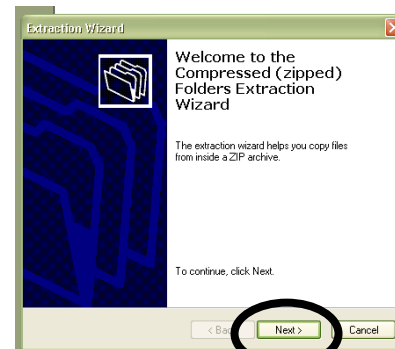 Extraction Wizard
Welcome to the
Compressed (zipped)
Folders Extraction
Wizard
The extraction wizard helps you copy files
from inside a ZIP archive.
To continue, click Next.
Next > Cancel